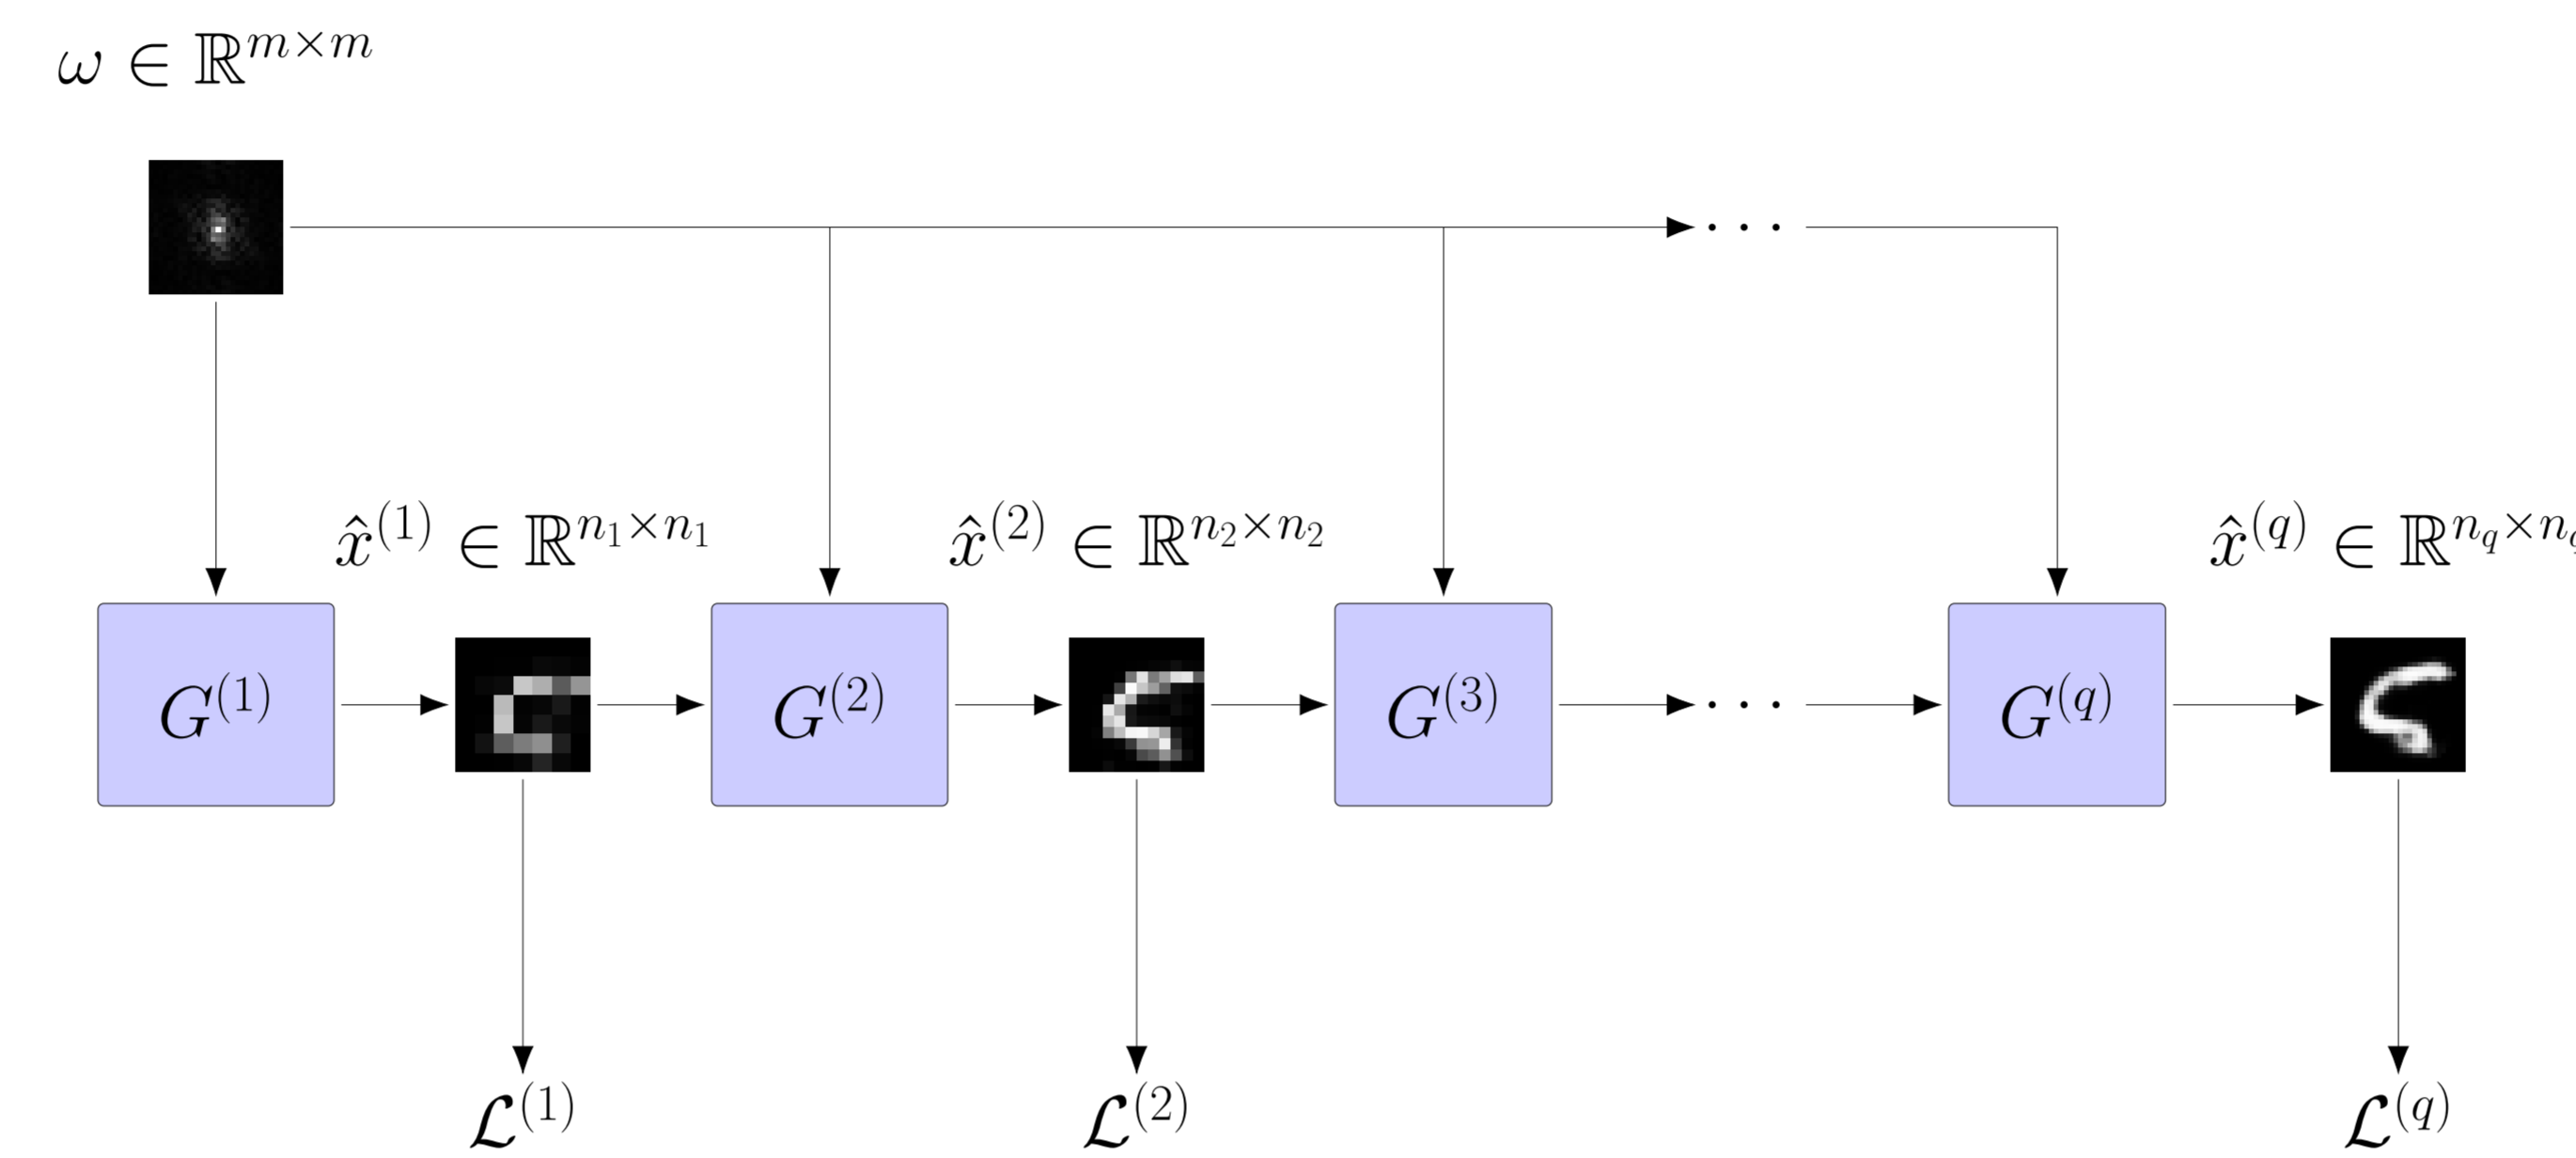 ω ∈ ℝ^{m×m}
· · ·
x̂^{(1)} ∈ ℝ^{n_1×n_1}
x̂^{(2)} ∈ ℝ^{n_2×n_2}
x̂^{(q)} ∈ ℝ^{n_q×n_q}
G^{(1)}
G^{(2)}
G^{(3)}
· · ·
G^{(q)}
ℒ^{(1)}
ℒ^{(2)}
ℒ^{(q)}